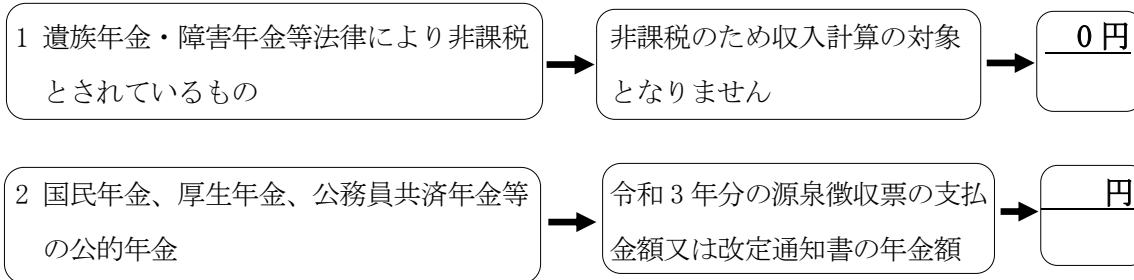 1 遺族年金・障害年金等法律により非課税
とされているもの
非課税のため収入計算の対象
となりません
0円
2 国民年金、厚生年金、公務員共済年金等
の公的年金
令和3年分の源泉徴収票の支払
金額又は改定通知書の年金額
円